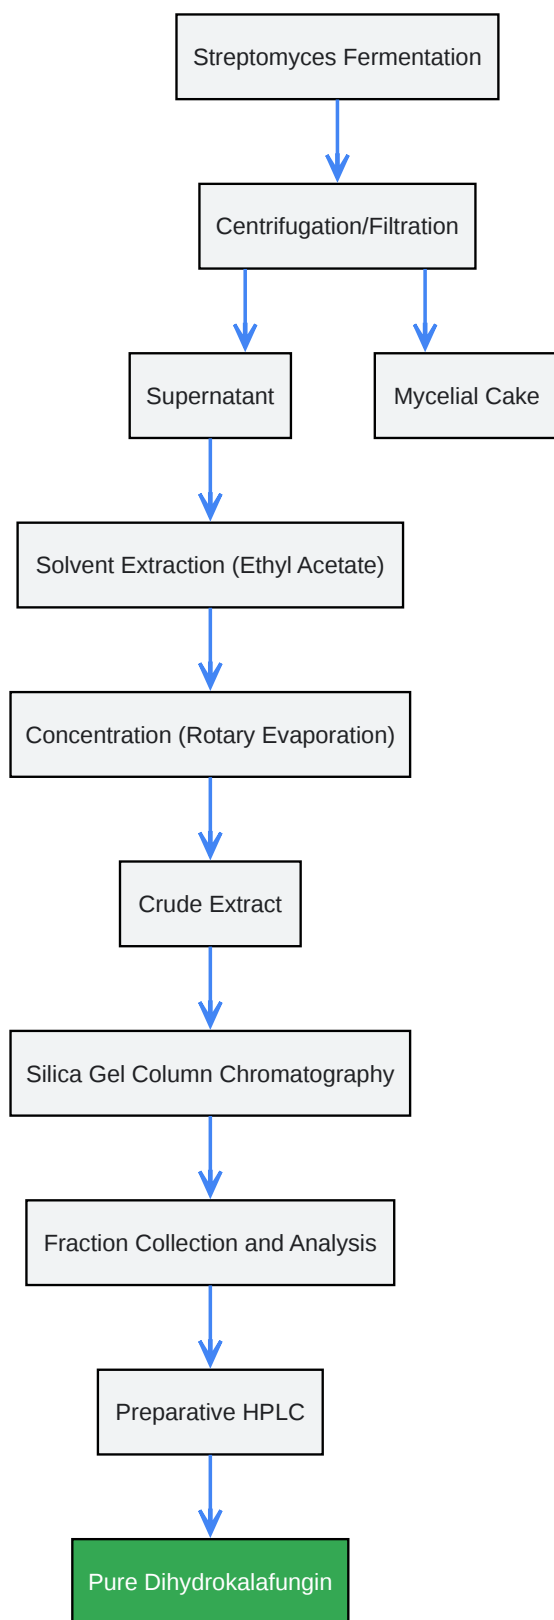 Streptomyces Fermentation
Centrifugation/Filtration
Supernatant
Mycelial Cake
Solvent Extraction (Ethyl Acetate)
Concentration (Rotary Evaporation)
Crude Extract
Silica Gel Column Chromatography
Fraction Collection and Analysis
Preparative HPLC
Pure Dihydrokalafungin